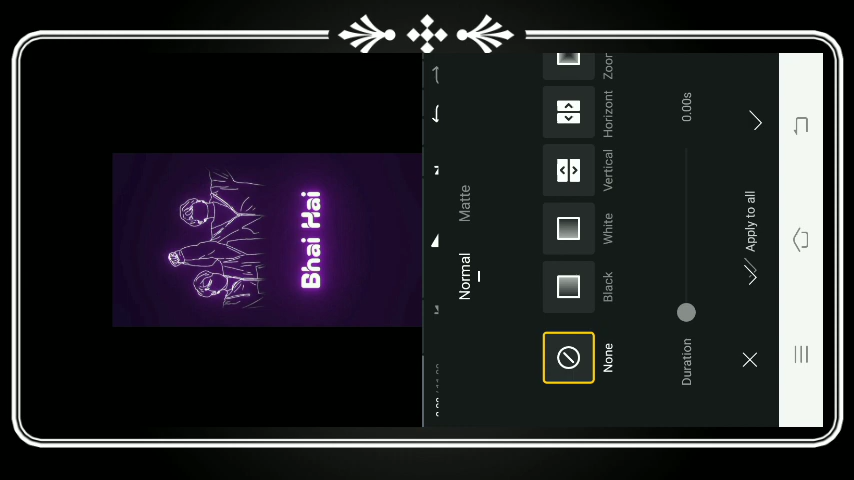 Bhai Hai
Normal
Matte
None
Black
White
Vertical
Horizont
Zoor
Duration
0.00s
Apply to all